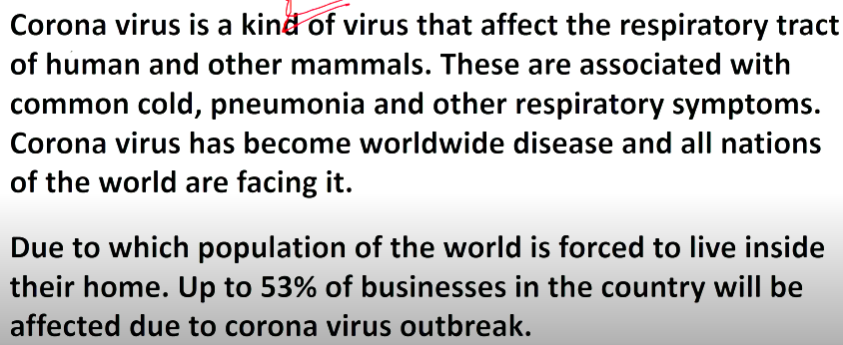 Corona virus is a kind of virus that affect the respiratory tract
of human and other mammals. These are associated with
common cold, pneumonia and other respiratory symptoms.
Corona virus has become worldwide disease and all nations
of the world are facing it.
Due to which population of the world is forced to live inside
their home. Up to 53% of businesses in the country will be
affected due to corona virus outbreak.